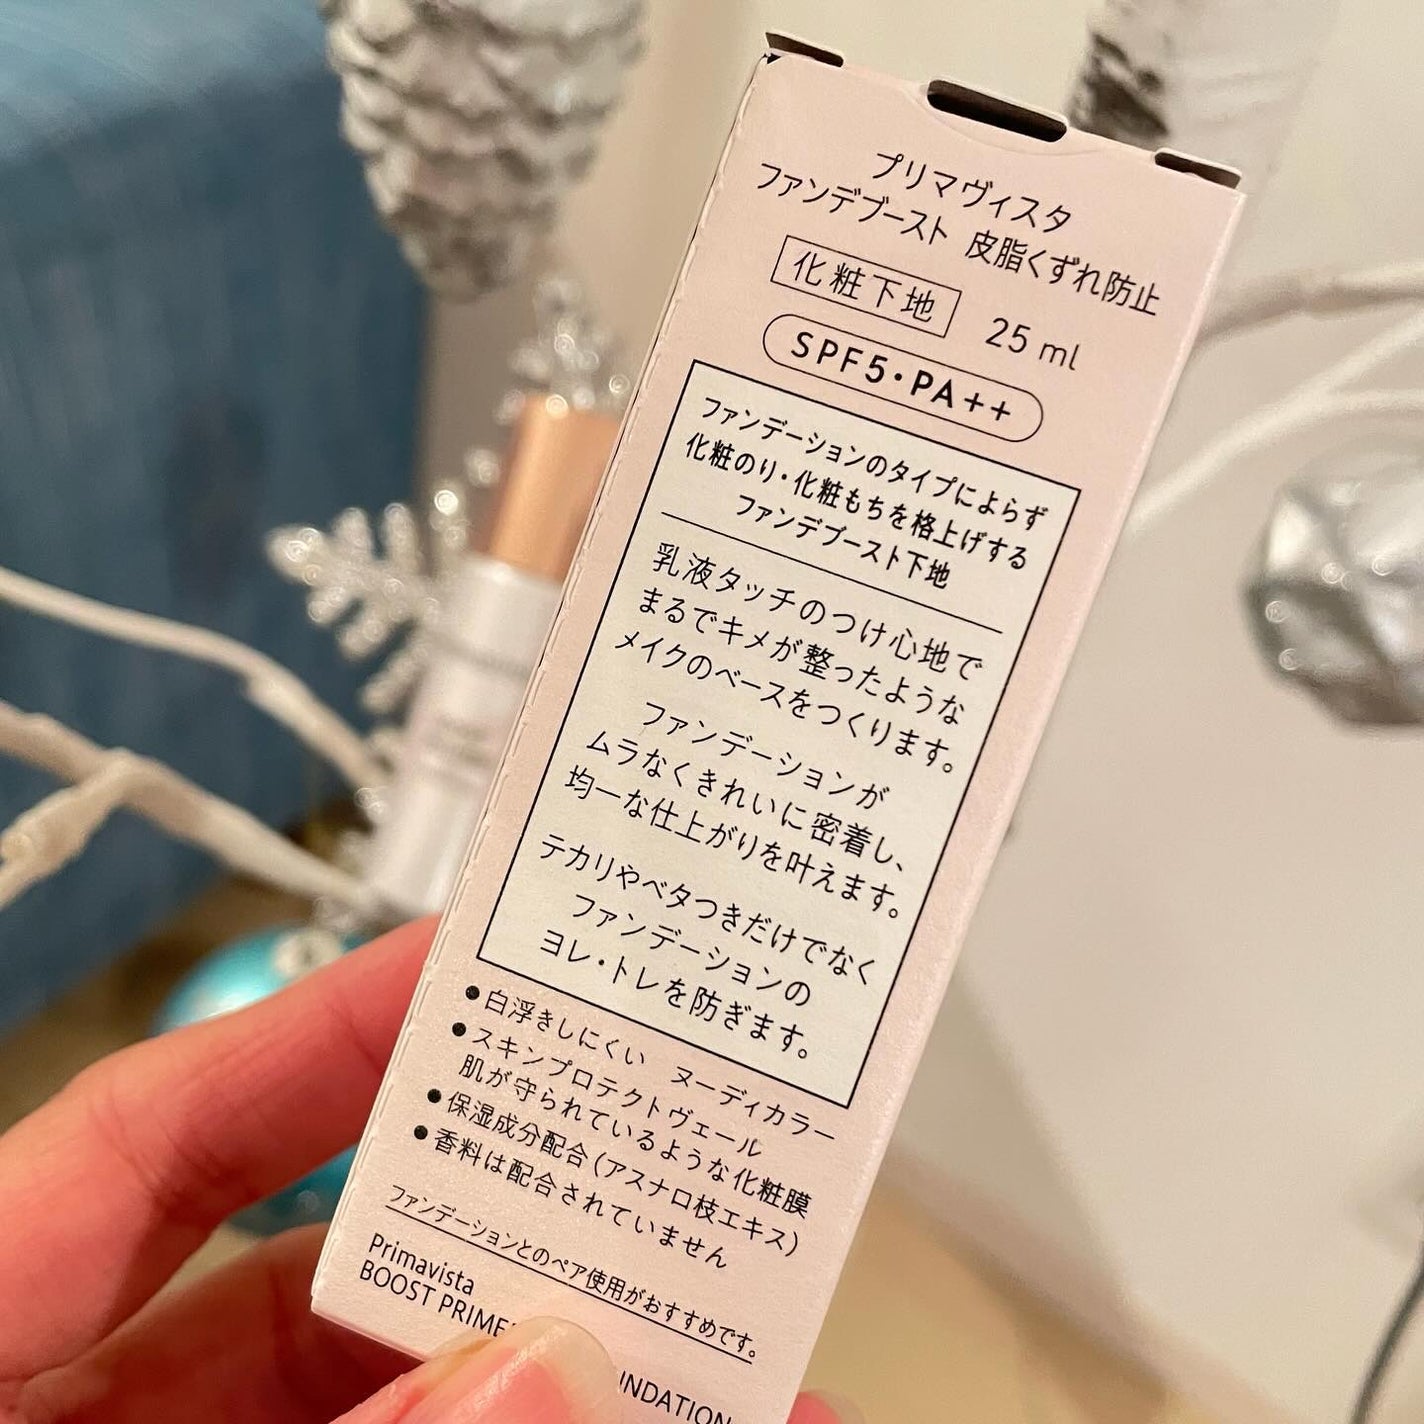 プリマヴィスタ
ファンデブースト 皮脂くずれ防止
化粧下地 25 ml
SPF5・PA++
ファンデーションのタイプによらず
化粧のり・化粧もちを格上げする
ファンデブースト下地
乳液タッチのつけ心地で
まるでキメが整ったような
メイクのベースをつくります。
ファンデーションが
ムラなくきれいに密着し、
均一な仕上がりを叶えます。
テカリやベタつきだけでなく
ファンデーションの
ヨレ・トレを防ぎます。
●白浮きしにくい ヌーディカラー
●スキンプロテクトヴェール
肌が守られているような化粧膜
●保湿成分配合(アスナロ枝エキス)
●香料は配合されていません
ファンデーションとのペア使用がおすすめです。
Primavista
BOOST PRIME